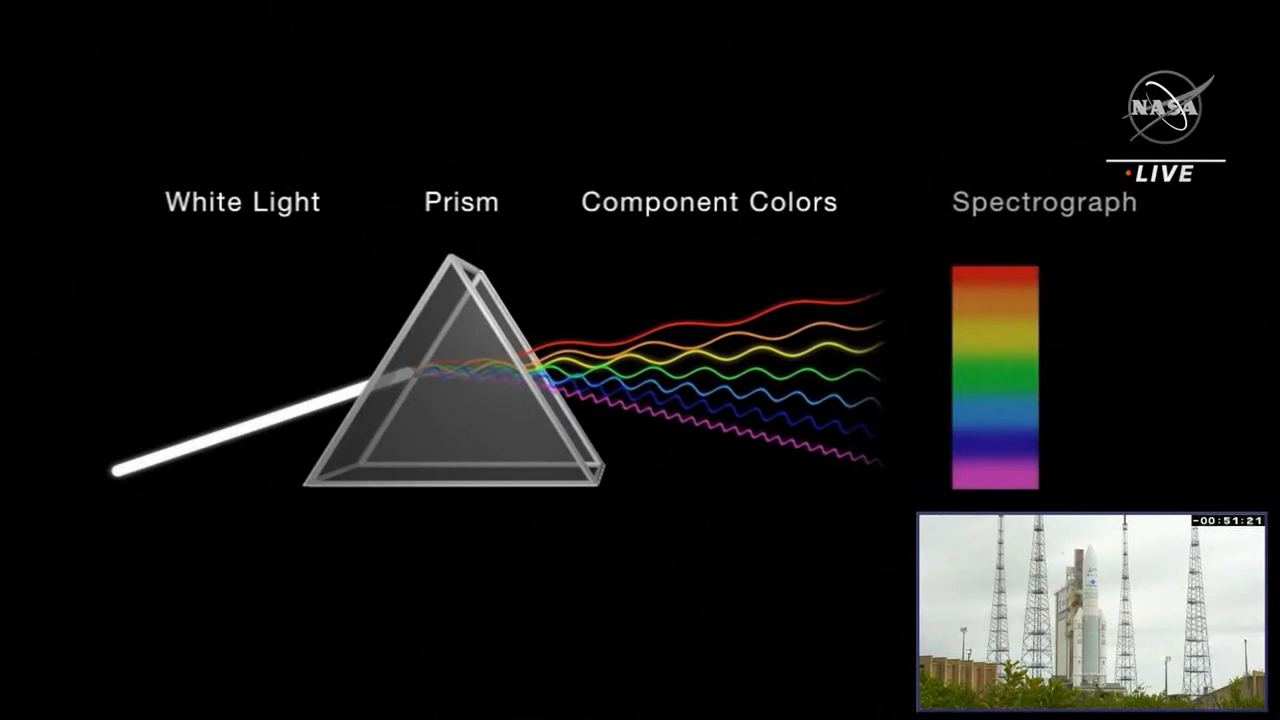 NASA
LIVE
White Light
Prism
Component Colors
Spectrograph
-00:51:21